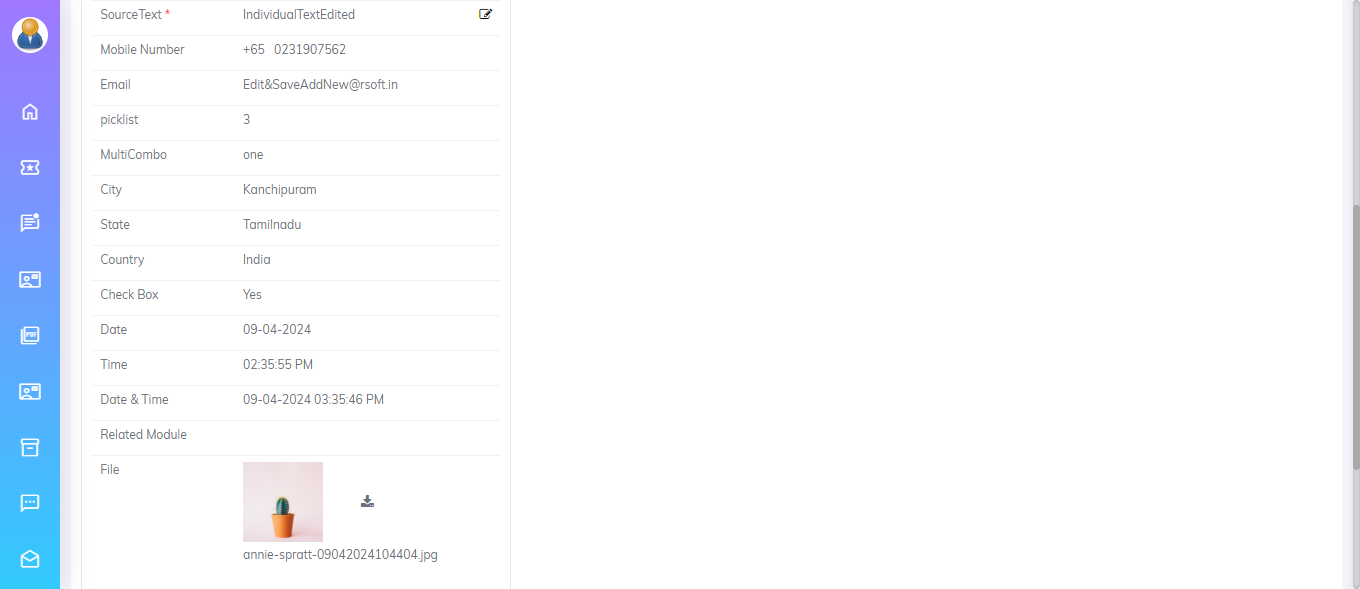 SourceText * IndividualTextEdited
Mobile Number +65 0231907562
Email Edit&SaveAddNew@rsoft.in
picklist 3
MultiCombo one
City Kanchipuram
State Tamilnadu
Country India
Check Box Yes
Date 09-04-2024
Time 02:35:55 PM
Date & Time 09-04-2024 03:35:46 PM
Related Module
File
annie-spratt-09042024104404.jpg
PDF